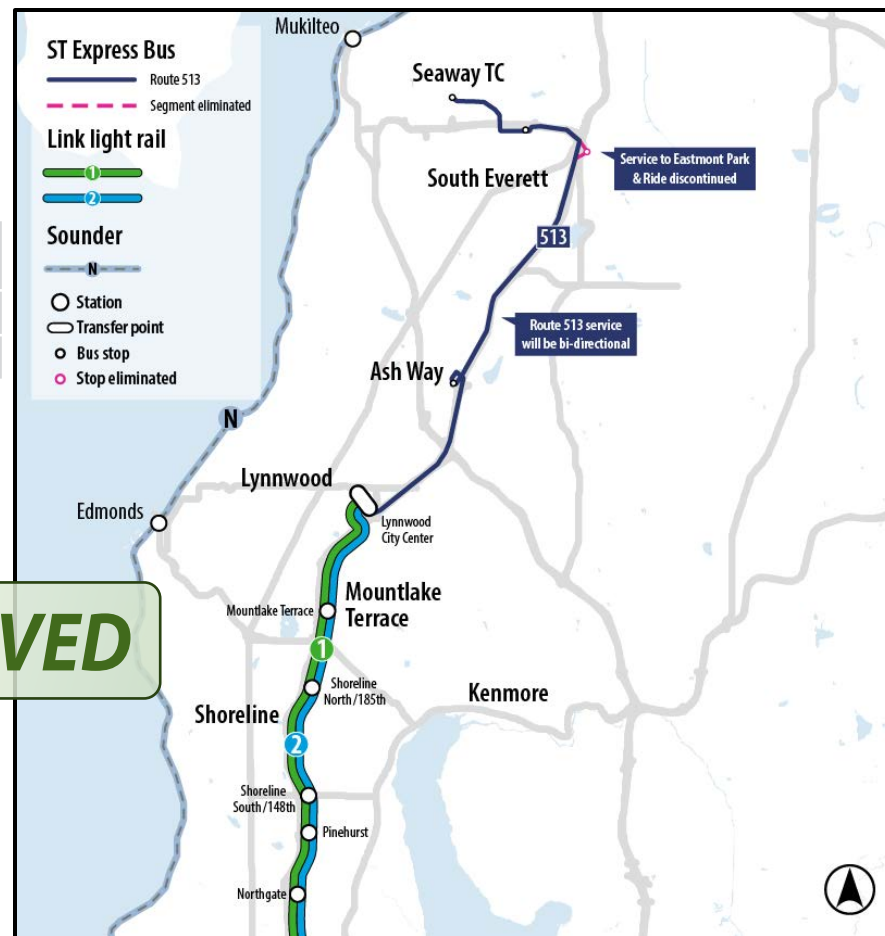 Mukilteo
ST Express Bus
Route 513
Segment eliminated
Link light rail
1
2
Sounder
N
Station
Transfer point
Bus stop
Stop eliminated
Seaway TC
South Everett
Service to Eastmont Park
& Ride discontinued
513
Route 513 service
will be bi-directional
Ash Way
N
Lynnwood
Edmonds
Lynnwood
City Center
Mountlake Terrace
Mountlake
Terrace
VED
1
Shoreline
North/185th
Kenmore
Shoreline
2
Shoreline
South/148th
Pinehurst
Northgate